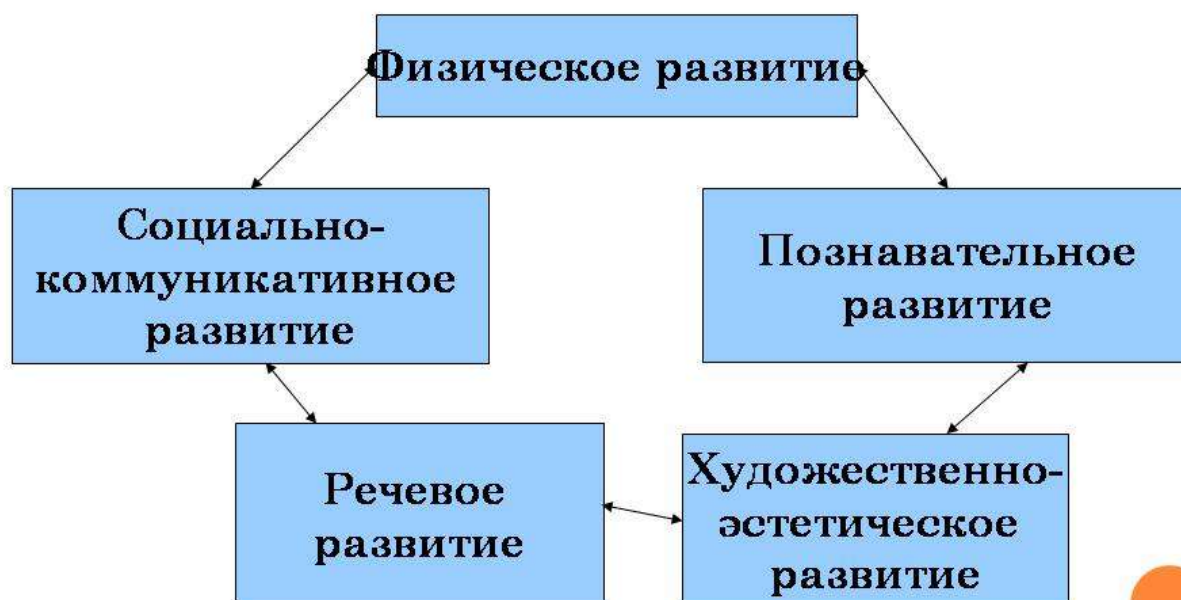 Физическое развитие
Социально-
коммуникативное
развитие
Познавательное
развитие
Речевое
развитие
Художественно-
эстетическое
развитие